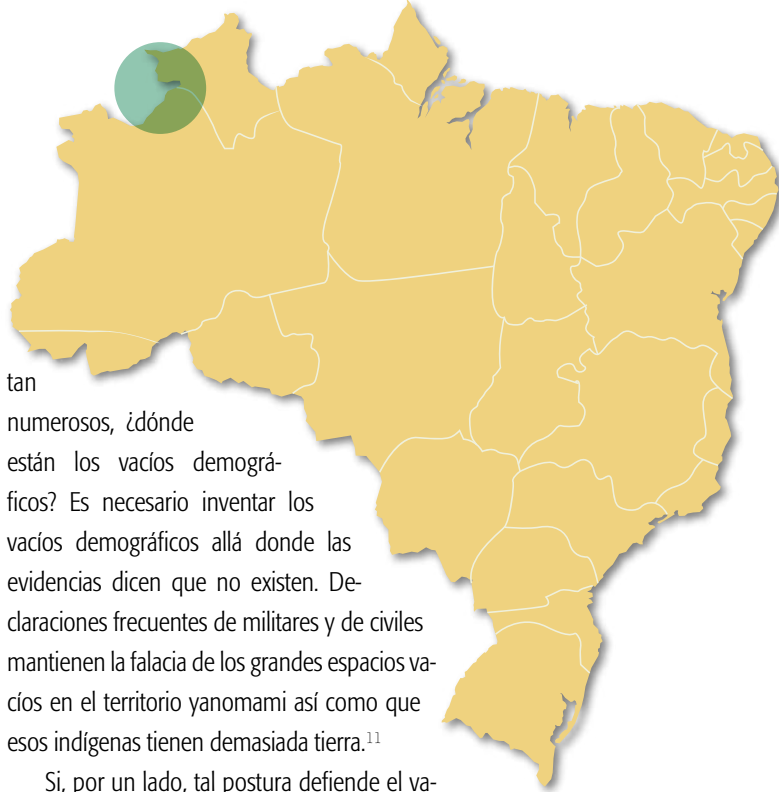 tan
numerosos, ¿dónde
están los vacíos demográ-
ficos? Es necesario inventar los
vacíos demográficos allá donde las
evidencias dicen que no existen. De-
claraciones frecuentes de militares y de civiles
mantienen la falacia de los grandes espacios va-
cíos en el territorio yanomami así como que
esos indígenas tienen demasiada tierra.11
Si, por un lado, tal postura defiende el va-